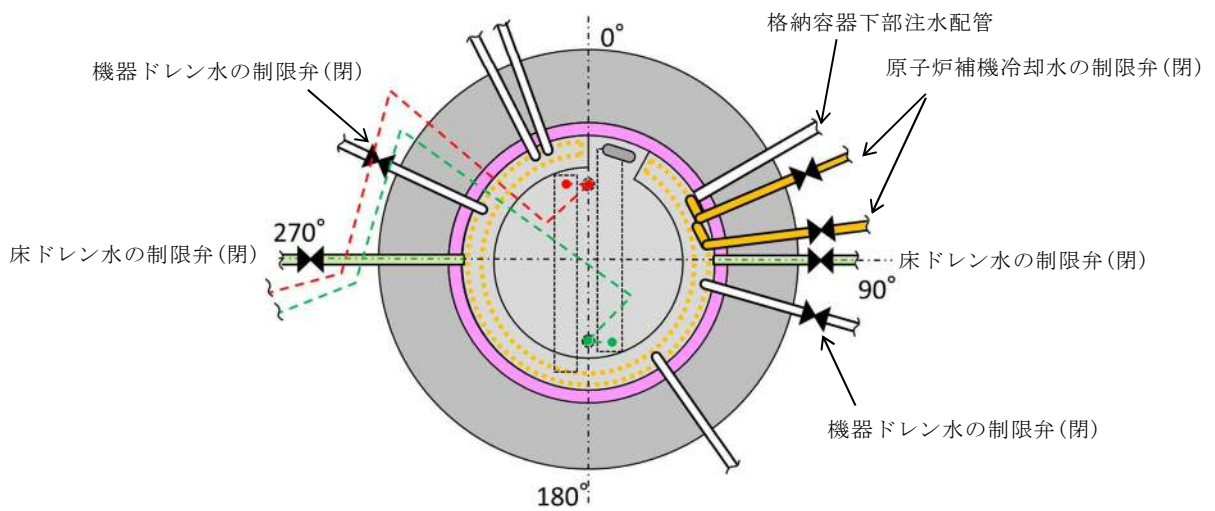 格納容器下部注水配管
0°
機器ドレン水の制限弁(閉)
原子炉補機冷却水の制限弁(閉)
270°
床ドレン水の制限弁(閉)
床ドレン水の制限弁(閉)
90°
機器ドレン水の制限弁(閉)
180°